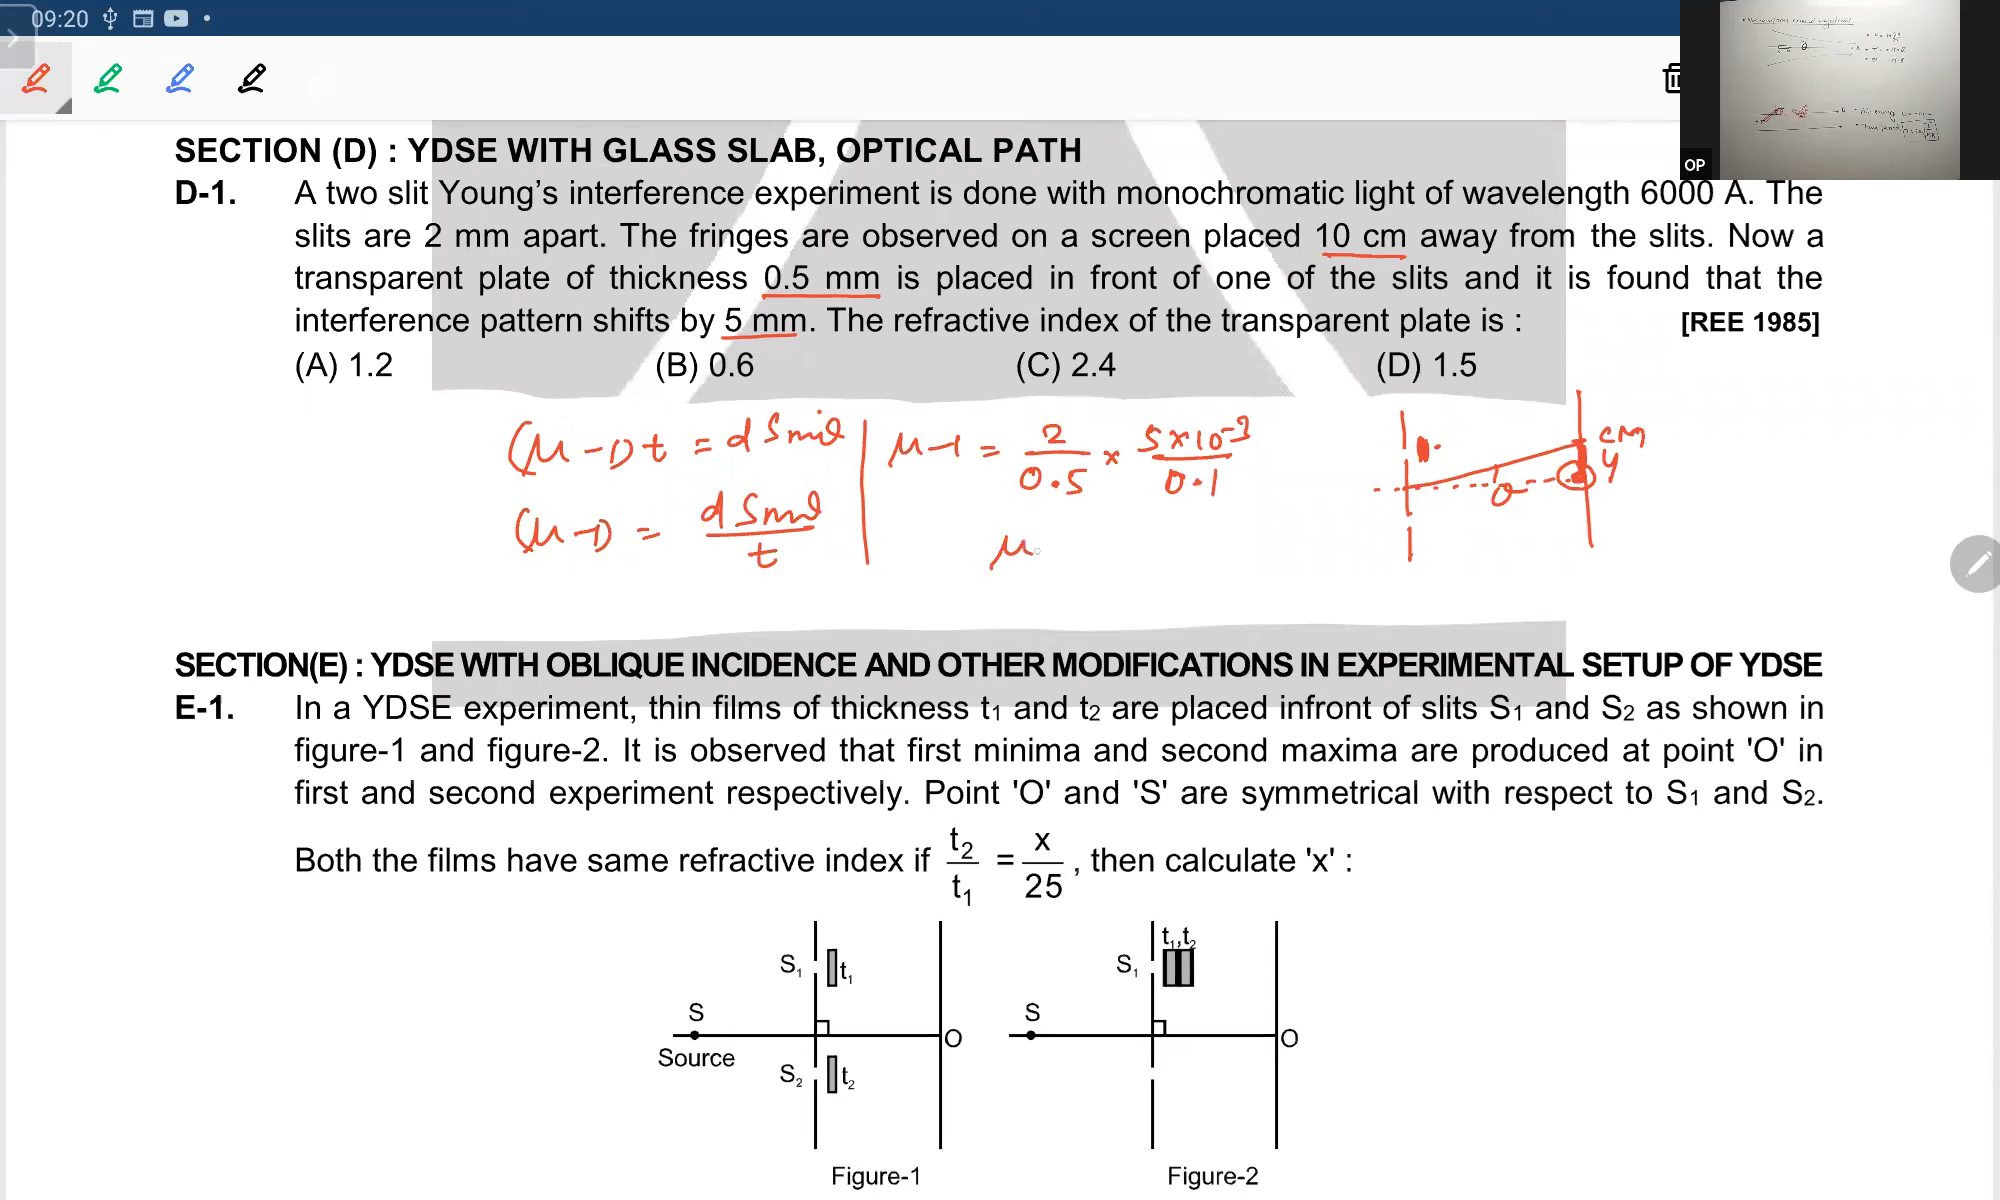 09:20
OP
SECTION (D) : YDSE WITH GLASS SLAB, OPTICAL PATH
D-1. A two slit Young’s interference experiment is done with monochromatic light of wavelength 6000 A. The
slits are 2 mm apart. The fringes are observed on a screen placed 10 cm away from the slits. Now a
transparent plate of thickness 0.5 mm is placed in front of one of the slits and it is found that the
interference pattern shifts by 5 mm. The refractive index of the transparent plate is : [REE 1985]
(A) 1.2 (B) 0.6 (C) 2.4 (D) 1.5
(μ-1)t = d sinθ
μ-1 = 2/0.5 × 5×10⁻³/0.1
CM
y
θ
(μ-1) = d sinθ/t
μ
SECTION(E) : YDSE WITH OBLIQUE INCIDENCE AND OTHER MODIFICATIONS IN EXPERIMENTAL SETUP OF YDSE
E-1. In a YDSE experiment, thin films of thickness t₁ and t₂ are placed infront of slits S₁ and S₂ as shown in
figure-1 and figure-2. It is observed that first minima and second maxima are produced at point 'O' in
first and second experiment respectively. Point 'O' and 'S' are symmetrical with respect to S₁ and S₂.
Both the films have same refractive index if t₂/t₁ = x/25 , then calculate 'x' :
S₁ t₁
S
Source
O
S₂ t₂
Figure-1
t₁,t₂
S₁
S
O
Figure-2